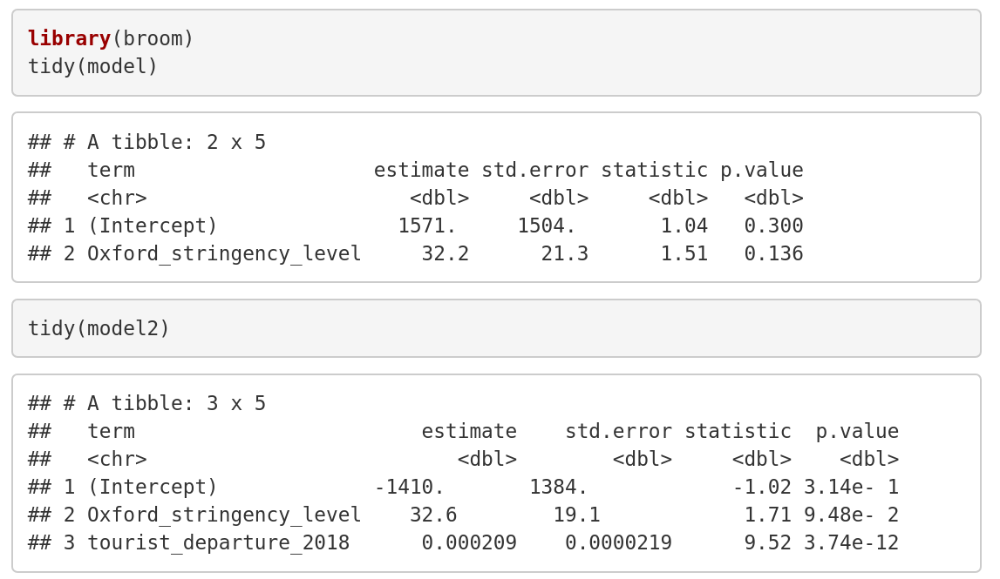 library(broom)
tidy(model)
## # A tibble: 2 x 5
##   term                    estimate std.error statistic p.value
##   <chr>                      <dbl>     <dbl>     <dbl>   <dbl>
## 1 (Intercept)               1571.     1504.       1.04   0.300
## 2 Oxford_stringency_level     32.2      21.3      1.51   0.136
tidy(model2)
## # A tibble: 3 x 5
##   term                        estimate    std.error statistic  p.value
##   <chr>                          <dbl>        <dbl>     <dbl>    <dbl>
## 1 (Intercept)             -1410.       1384.            -1.02 3.14e- 1
## 2 Oxford_stringency_level    32.6        19.1            1.71 9.48e- 2
## 3 tourist_departure_2018      0.000209    0.0000219      9.52 3.74e-12